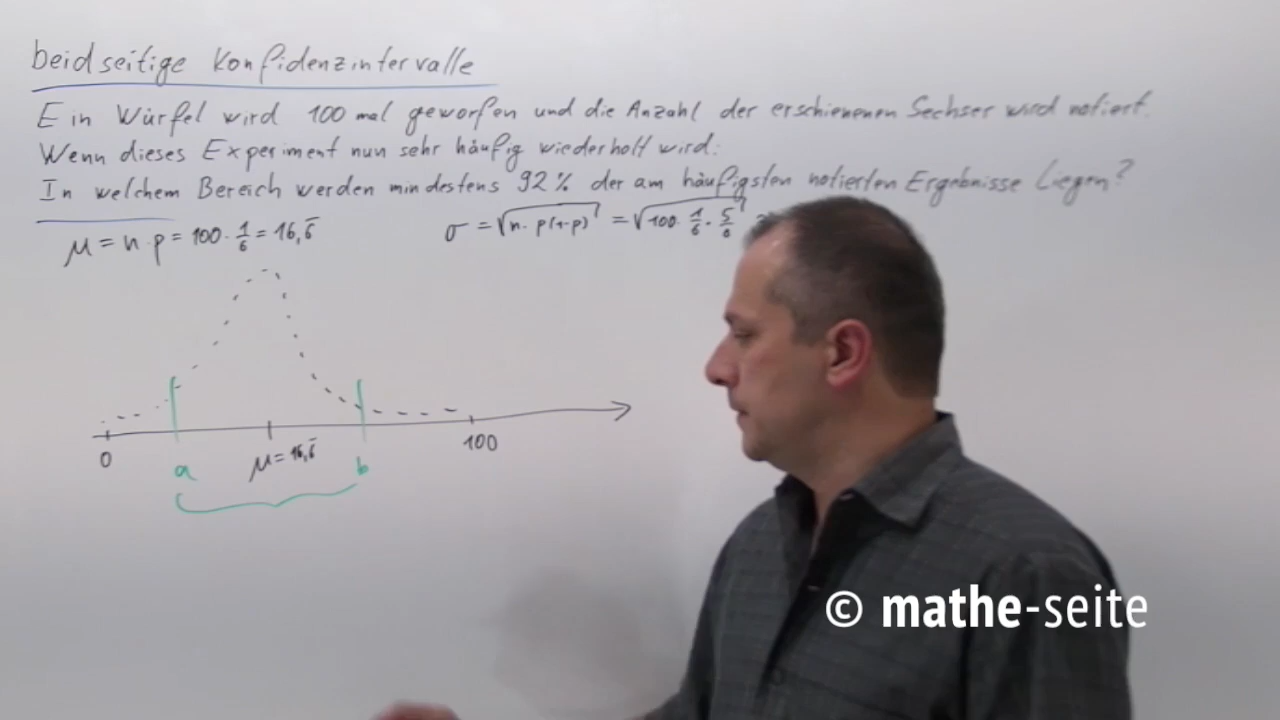 beidseitige Konfidenzintervalle
Ein Würfel wird 100 mal geworfen und die Anzahl der erschienenen Sechser wird notiert.
Wenn dieses Experiment nun sehr häufig wiederholt wird:
In welchem Bereich werden mindestens 92% der am häufigsten notierten Ergebnisse liegen?
μ = n·p = 100·1/6 = 16,6̅
σ = √(n·p(1-p)) = √(100·1/6·5/6)
0 a μ = 16,6̅ b 100
© mathe-seite